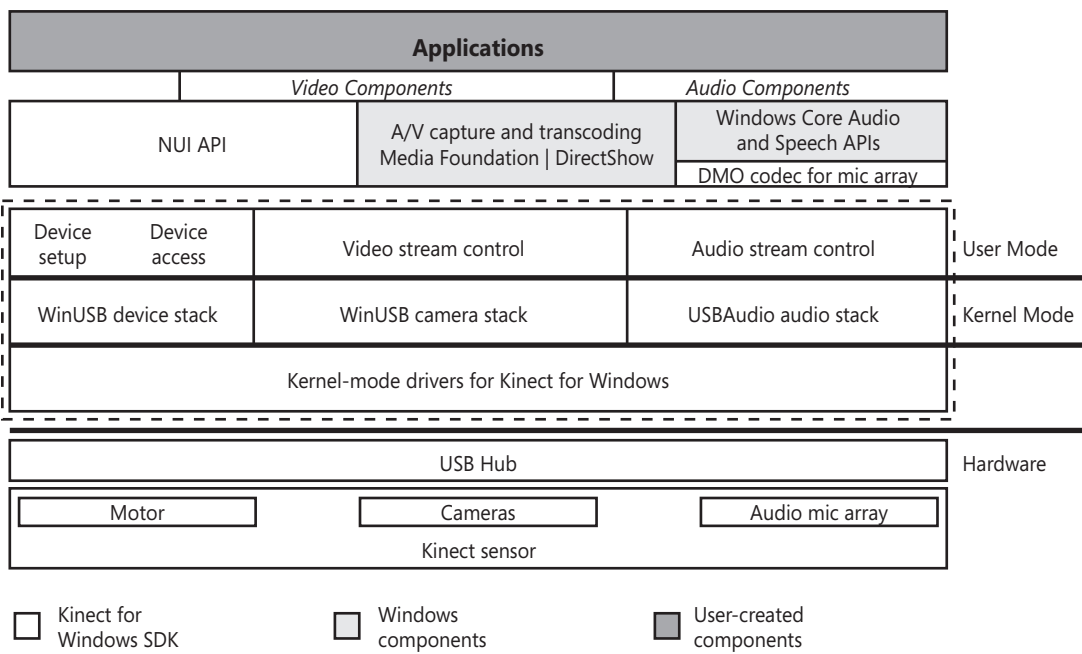 Applications
Video Components
Audio Components
NUI API
A/V capture and transcoding
Media Foundation | DirectShow
Windows Core Audio
and Speech APIs
DMO codec for mic array
Device
setup
Device
access
Video stream control
Audio stream control
User Mode
WinUSB device stack
WinUSB camera stack
USBAudio audio stack
Kernel Mode
Kernel-mode drivers for Kinect for Windows
USB Hub
Hardware
Motor
Cameras
Audio mic array
Kinect sensor
Kinect for
Windows SDK
Windows
components
User-created
components